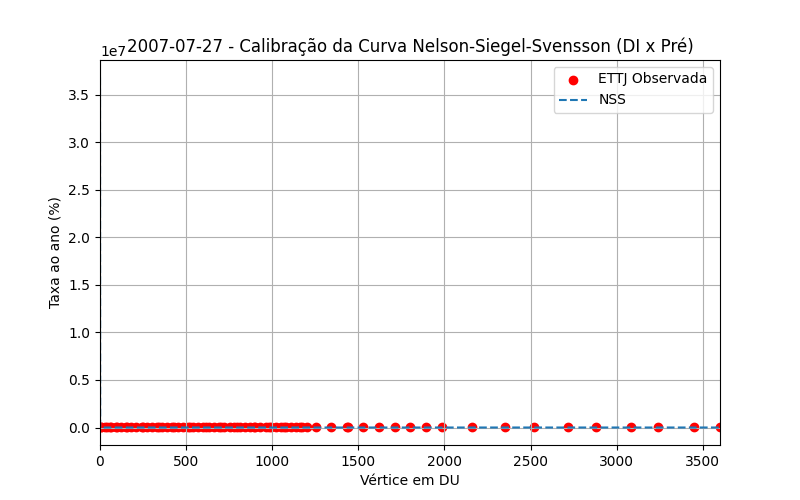 1e7
2007-07-27 - Calibração da Curva Nelson-Siegel-Svensson (DI x Pré)
ETTJ Observada
NSS
Taxa ao ano (%)
3.5
3.0
2.5
2.0
1.5
1.0
0.5
0.0
0 500 1000 1500 2000 2500 3000 3500
Vértice em DU